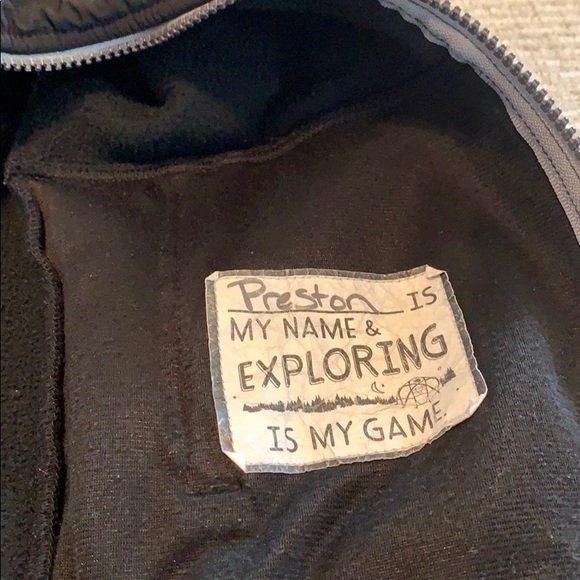 Preston IS
MY NAME &
EXPLORING
IS MY GAME.